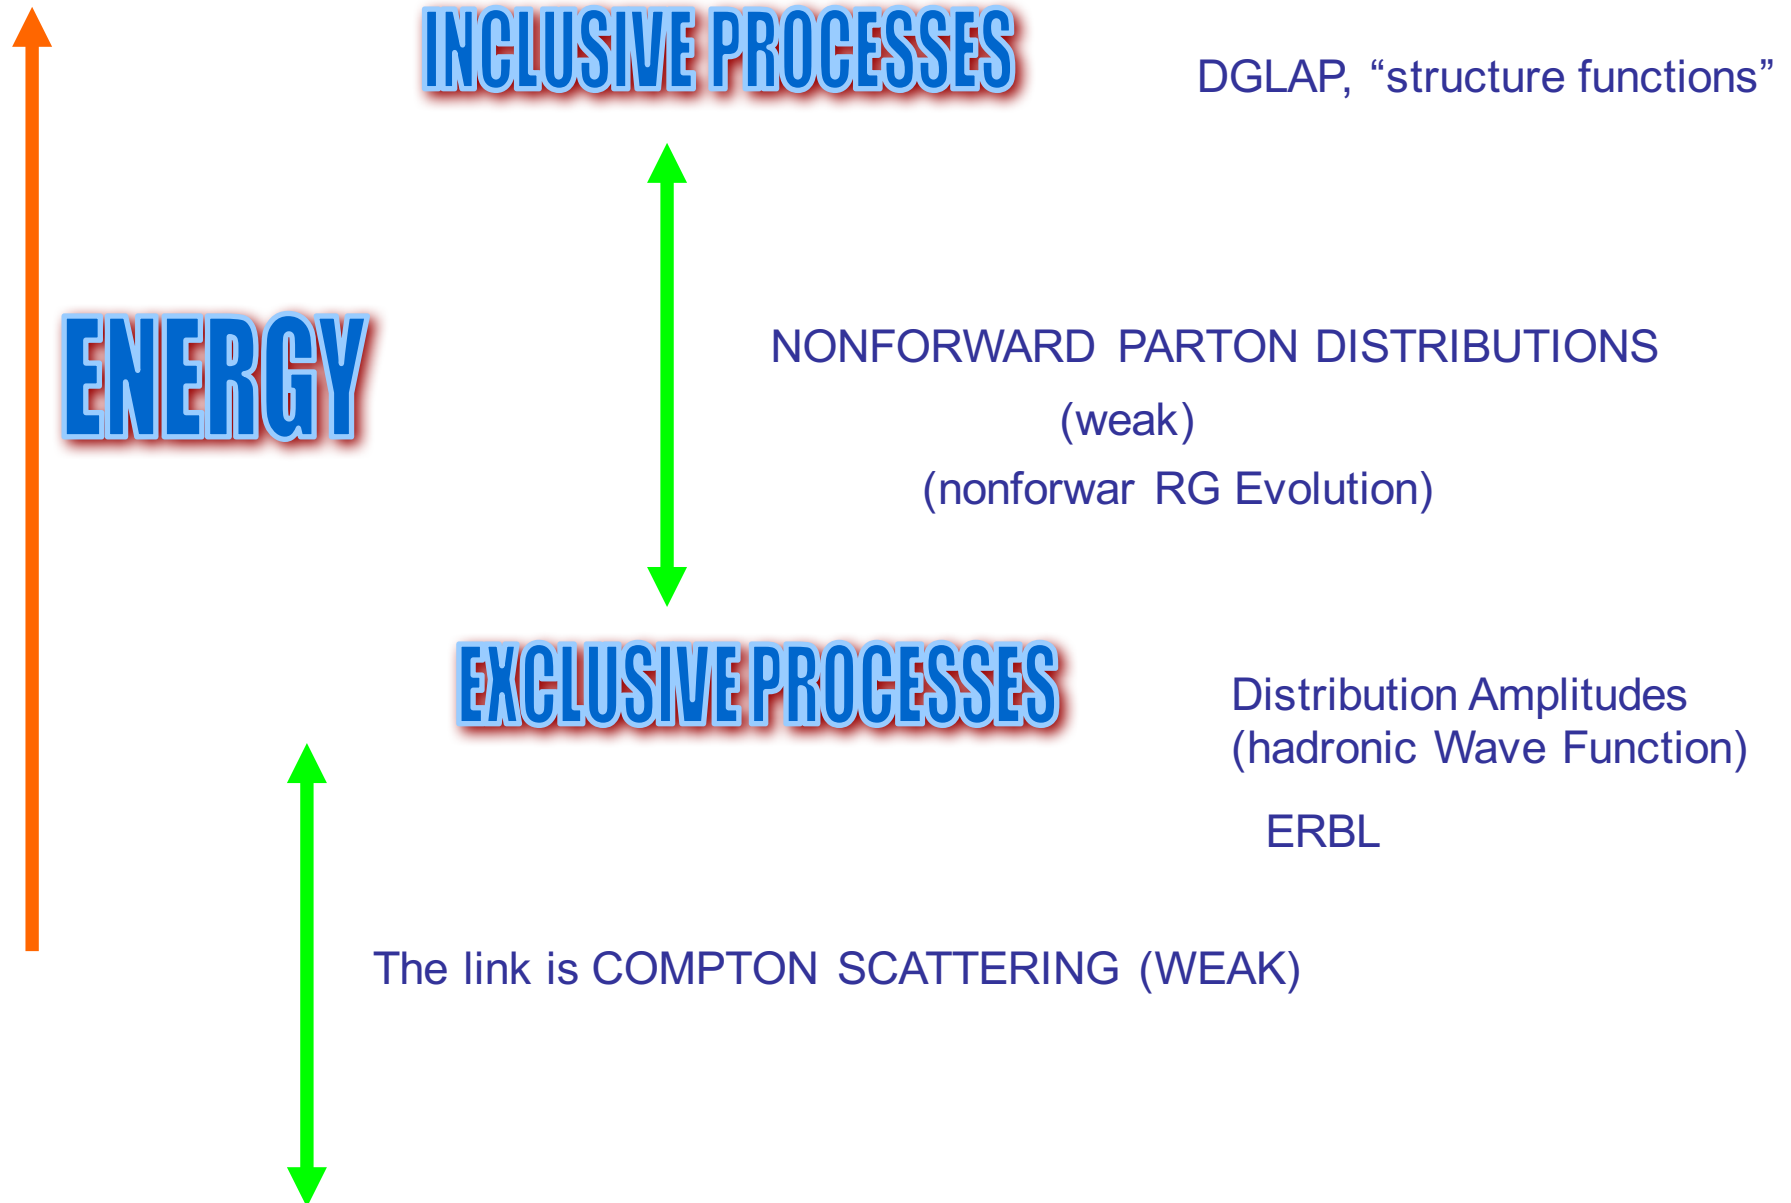 INCLUSIVE PROCESSES
DGLAP, “structure functions”
ENERGY
NONFORWARD PARTON DISTRIBUTIONS
(weak)
(nonforwar RG Evolution)
EXCLUSIVE PROCESSES
Distribution Amplitudes
(hadronic Wave Function)
ERBL
The link is COMPTON SCATTERING (WEAK)